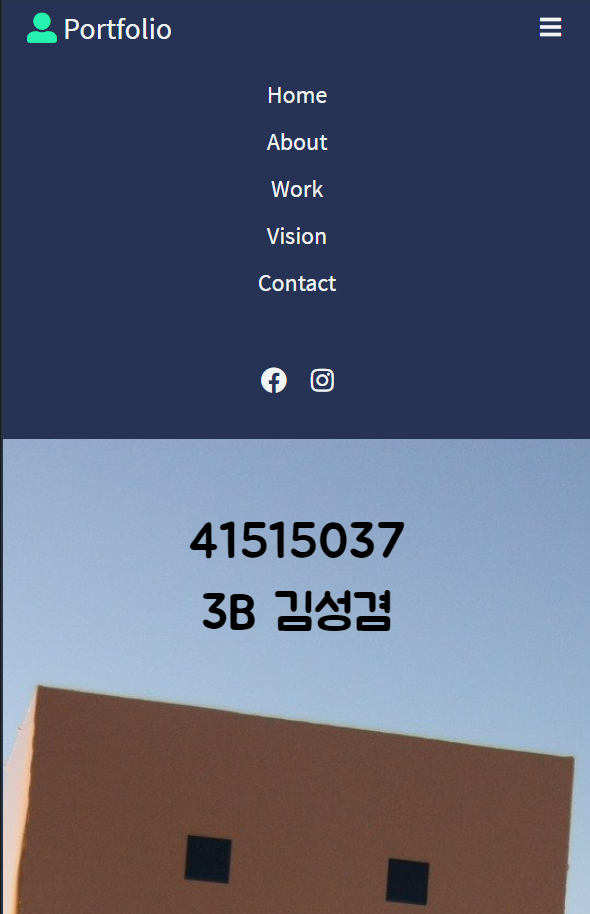 Portfolio
Home
About
Work
Vision
Contact
41515037
3B 김성겸